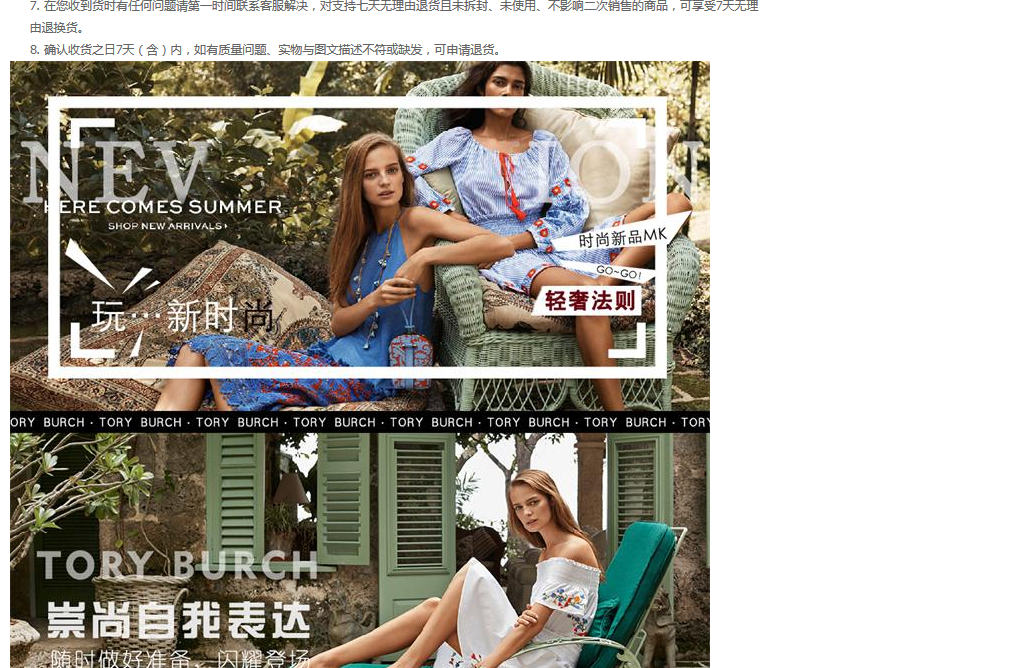 7. 在您收到货时有任何问题请第一时间联系客服解决，对支持七天无理由退货且未拆封、未使用、不影响二次销售的商品，可享受7天无理
由退换货。
8. 确认收货之日7天（含）内，如有质量问题、实物与图文描述不符或缺发，可申请退货。
NEV ION
HERE COMES SUMMER
SHOP NEW ARRIVALS›
时尚新品MK
GO~GO!
轻奢法则
玩···新时尚
ORY BURCH · TORY BURCH · TORY BURCH · TORY BURCH · TORY BURCH · TORY BURCH · TORY BURCH · TORY
TORY BURCH
崇尚自我表达
随时做好准备，闪耀登场